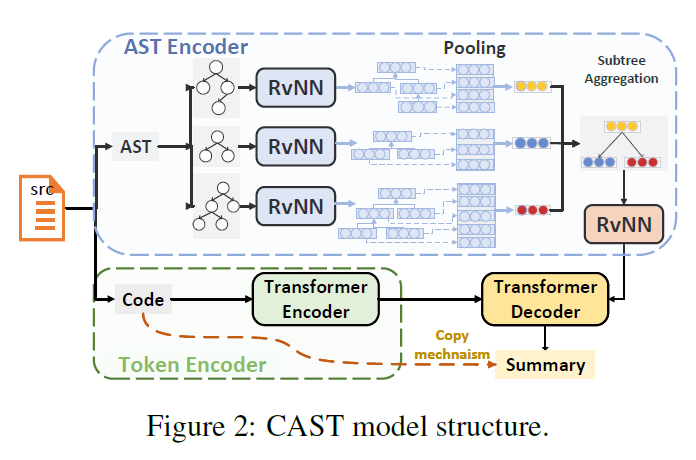 AST Encoder
Pooling
Subtree
Aggregation
RvNN
AST
RvNN
RvNN
src
RvNN
Code
Transformer
Encoder
Transformer
Decoder
Copy
mechnaism
Token Encoder
Summary
Figure 2: CAST model structure.